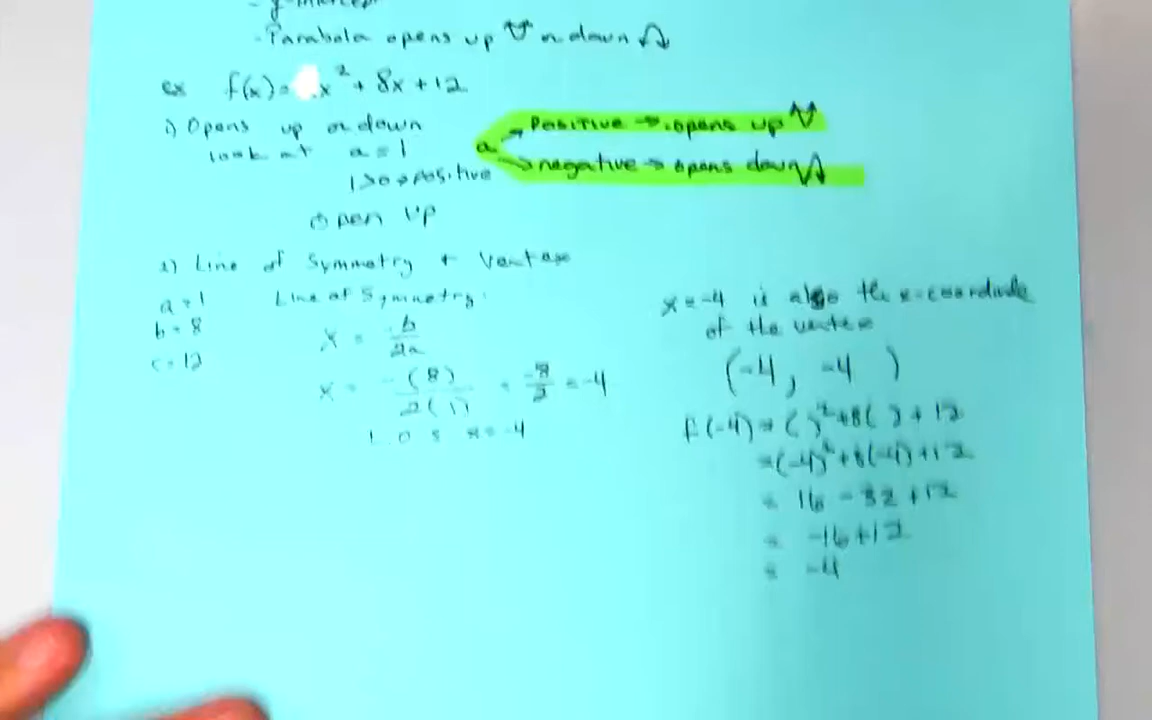 - y-intercept
- Parabola opens up or down
ex f(x) = x² + 8x + 12
1) Opens up or down
look at a = 1
1 > 0 → positive
Open up
a → Positive → opens up
→ negative → opens down
2) Line of Symmetry + Vertex
a = 1
b = 8
c = 12
Line of Symmetry:
x = -b/2a
x = -(8)/2(1) = -8/2 = -4
L O S x = -4
x = -4 is also the x-coordinate
of the vertex
(-4, -4)
f(-4) = ( )² + 8( ) + 12
= (-4)² + 8(-4) + 12
= 16 - 32 + 12
= -16 + 12
= -4